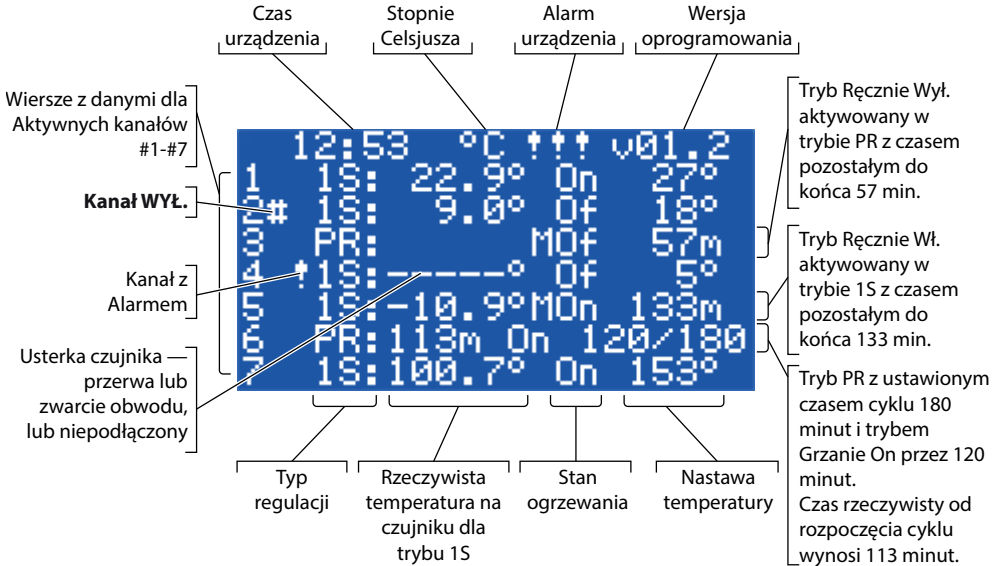 Czas
urządzenia
Stopnie
Celsjusza
Alarm
urządzenia
Wersja
oprogramowania
Wiersze z danymi dla
Aktywnych kanałów
#1-#7
Kanał WYŁ.
Kanał z
Alarmem
Usterka czujnika —
przerwa lub
zwarcie obwodu,
lub niepodłączony
12:53 °C !!! v01.2
1 1S: 22.9° On 27°
2# 1S: 9.0° Of 18°
3 PR: MOf 57m
4 !1S:-----° Of 5°
5 1S:-10.9°MOn 133m
6 PR:113m On 120/180
7 1S:100.7° On 153°
Tryb Ręcznie Wył.
aktywowany w
trybie PR z czasem
pozostałym do
końca 57 min.
Tryb Ręcznie Wł.
aktywowany w
trybie 1S z czasem
pozostałym do
końca 133 min.
Tryb PR z ustawionym
czasem cyklu 180
minut i trybem
Grzanie On przez 120
minut.
Czas rzeczywisty od
rozpoczęcia cyklu
wynosi 113 minut.
Typ
regulacji
Rzeczywista
temperatura na
czujniku dla
trybu 1S
Stan
ogrzewania
Nastawa
temperatury